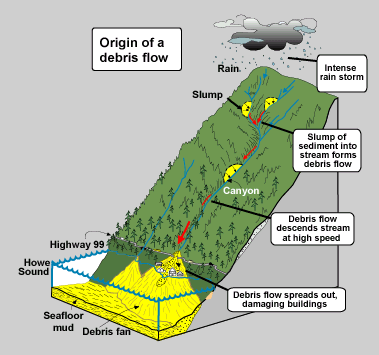 Origin of a
debris flow
Rain
Intense
rain storm
Slump
Slump of
sediment into
stream forms
debris flow
Canyon
Debris flow
descends stream
at high speed
Highway 99
Howe
Sound
Debris flow spreads out,
damaging buildings
Seafloor
mud
Debris fan